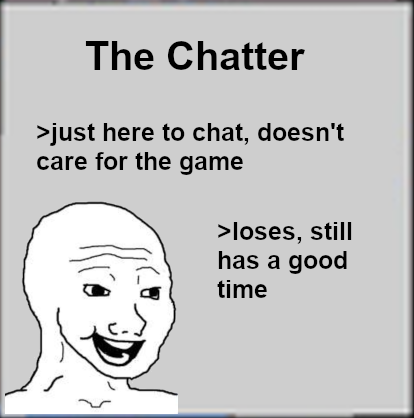 The Chatter
>just here to chat, doesn't
care for the game
>loses, still
has a good
time